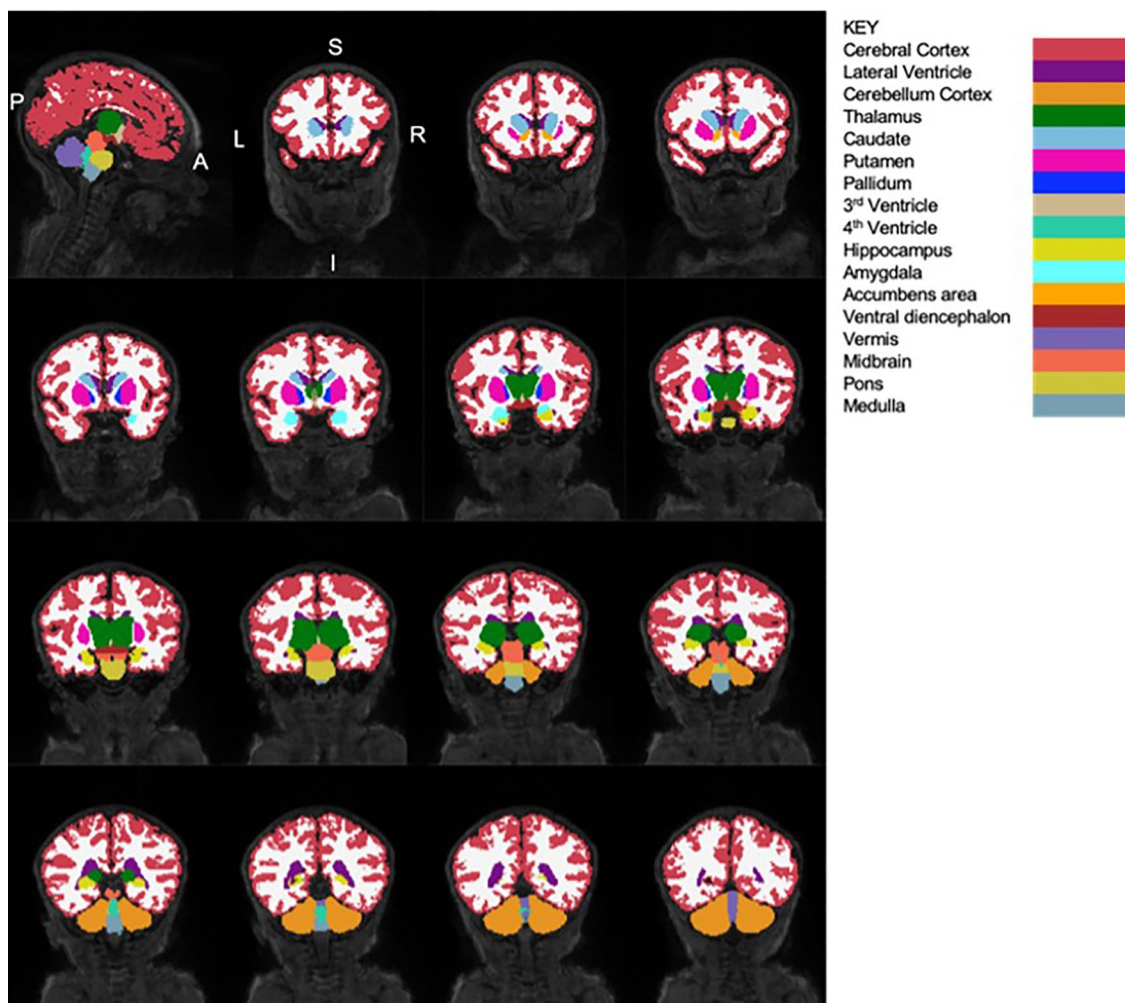 KEY
Cerebral Cortex
Lateral Ventricle
Cerebellum Cortex
Thalamus
Caudate
Putamen
Pallidum
3rd Ventricle
4th Ventricle
Hippocampus
Amygdala
Accumbens area
Ventral diencephalon
Vermis
Midbrain
Pons
Medulla
S
P
L
R
A
I